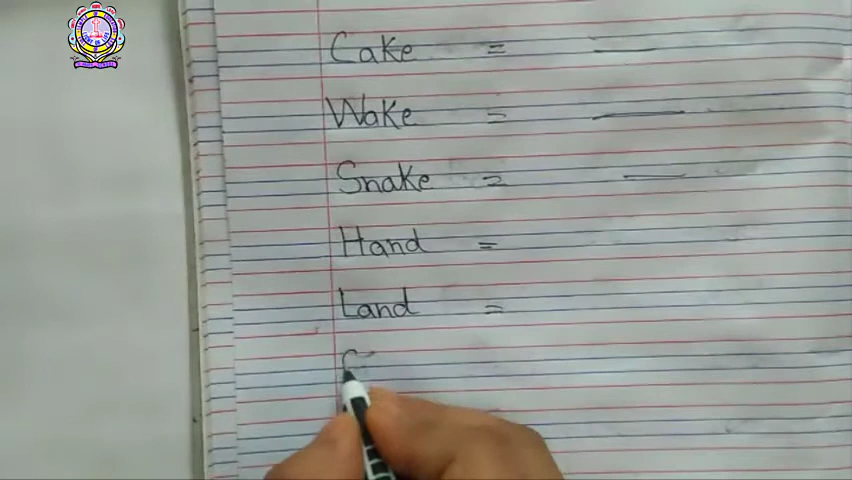 Cake =
Wake =
Snake =
Hand =
Land =